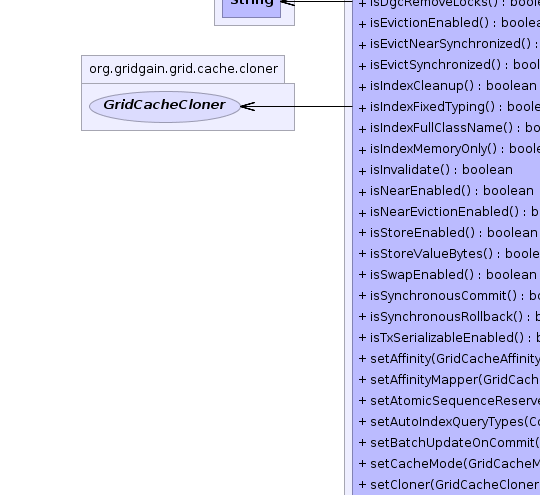 String
org.gridgain.grid.cache.cloner
GridCacheCloner
+ isDgcRemoveLocks() : bool
+ isEvictionEnabled() : boolea
+ isEvictNearSynchronized() :
+ isEvictSynchronized() : boole
+ isIndexCleanup() : boolean
+ isIndexFixedTyping() : boole
+ isIndexFullClassName() : bo
+ isIndexMemoryOnly() : boole
+ isInvalidate() : boolean
+ isNearEnabled() : boolean
+ isNearEvictionEnabled() : b
+ isStoreEnabled() : boolean
+ isStoreValueBytes() : boole
+ isSwapEnabled() : boolean
+ isSynchronousCommit() : bo
+ isSynchronousRollback() : b
+ isTxSerializableEnabled() : b
+ setAffinity(GridCacheAffinity
+ setAffinityMapper(GridCach
+ setAtomicSequenceReserve
+ setAutoIndexQueryTypes(Co
+ setBatchUpdateOnCommit(
+ setCacheMode(GridCacheM
+ setCloner(GridCacheCloner